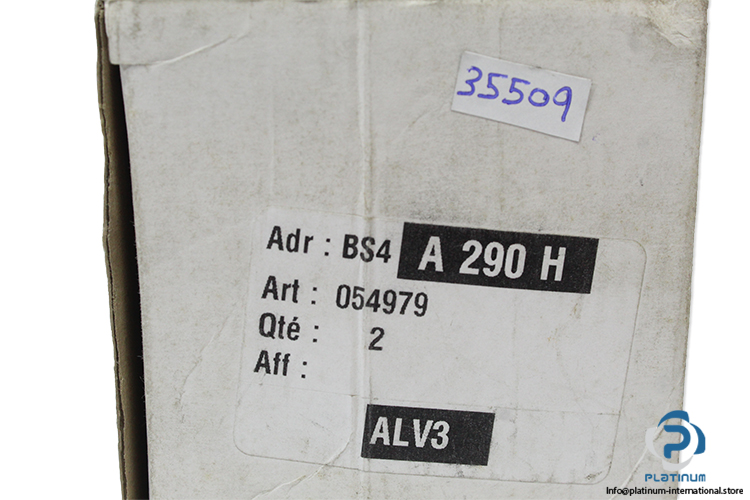 35509
Adr : BS4 A 290 H
Art : 054979
Qté : 2
Aff :
ALV3
PLATINUM
Info@platinum-international.store